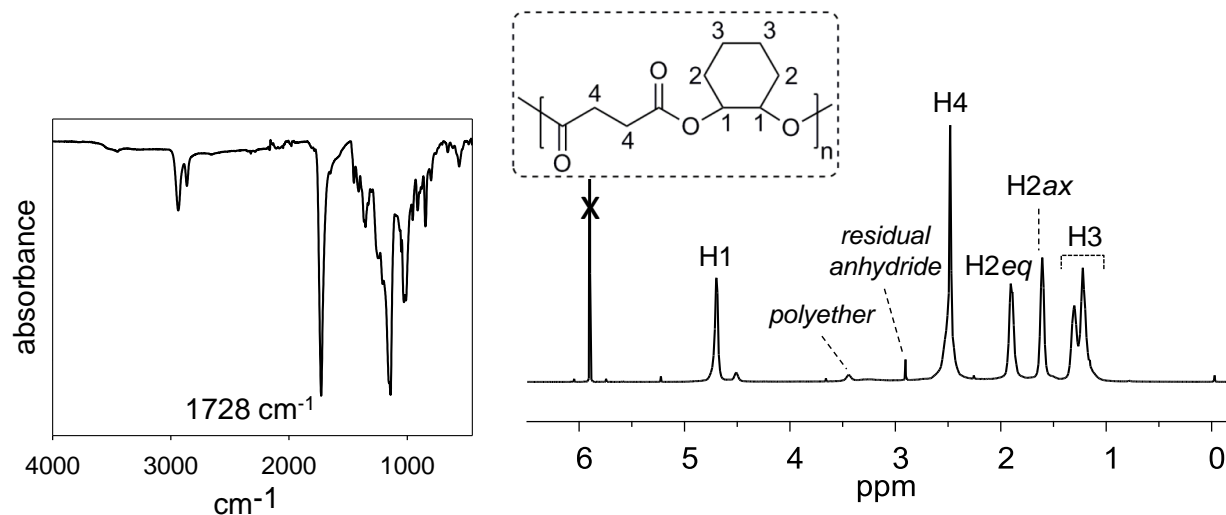 absorbance
1728 cm-1
4000 3000 2000 1000
cm-1
3 3
O 2 2
4
4 O 1 1 O n
O
X
H1
polyether
residual
anhydride
H4
H2eq
H2ax
H3
6 5 4 3 2 1 0
ppm